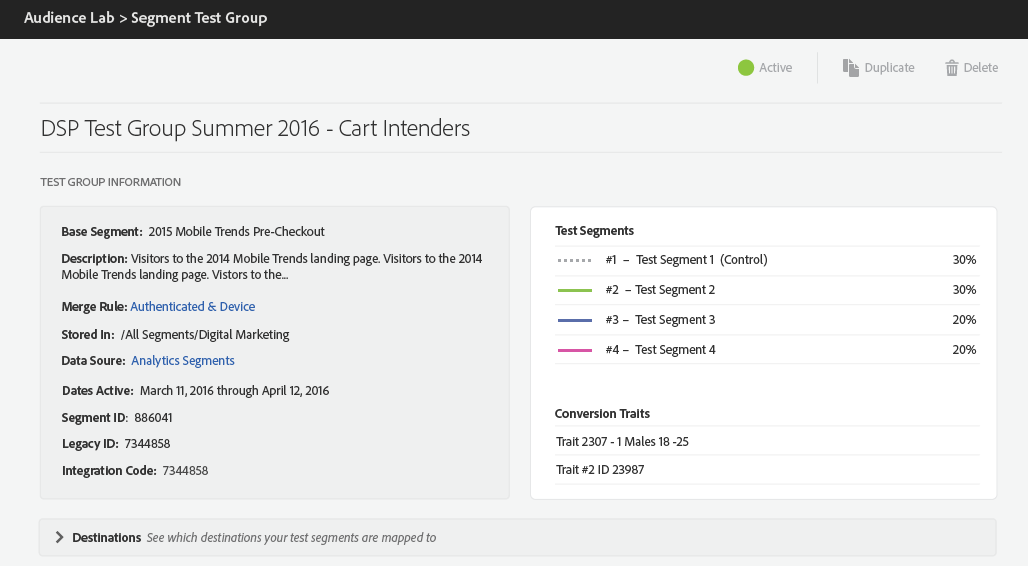 Audience Lab > Segment Test Group
Active
Duplicate
Delete
DSP Test Group Summer 2016 - Cart Intenders
TEST GROUP INFORMATION
Base Segment: 2015 Mobile Trends Pre-Checkout
Description: Visitors to the 2014 Mobile Trends landing page. Visitors to the 2014
Mobile Trends landing page. Vistors to the...
Merge Rule: Authenticated & Device
Stored In: /All Segments/Digital Marketing
Data Soure: Analytics Segments
Dates Active: March 11, 2016 through April 12, 2016
Segment ID: 886041
Legacy ID: 7344858
Integration Code: 7344858
Test Segments
#1 – Test Segment 1 (Control) 30%
#2 – Test Segment 2 30%
#3 – Test Segment 3 20%
#4 – Test Segment 4 20%
Conversion Traits
Trait 2307 - 1 Males 18 -25
Trait #2 ID 23987
Destinations See which destinations your test segments are mapped to